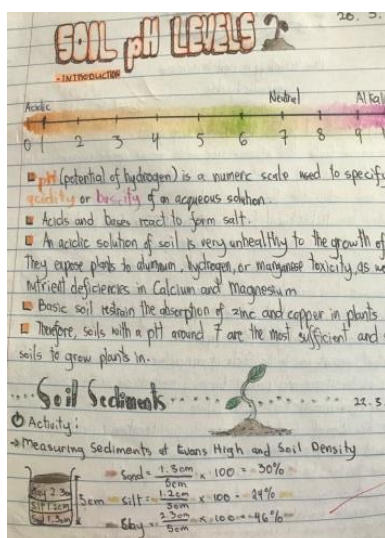 20. 5.
SOIL pH LEVELS
- INTRODUCTION
Acidic Neutral Alkal
0 1 2 3 4 5 6 7 8 9
pH (potential of hydrogen) is a numeric scale used to specify
acidity or basicity of an aqueous solution.
Acids and bases react to form salt.
An acidic solution of soil is very unhealthy to the growth of
They expose plants to aluminum, hydrogen, or manganese toxicity, as we
nutrient deficiencies in Calcium and Magnesium
Basic soil restrain the absorption of zinc and copper in plants
Therefore, soils with a pH around 7 are the most sufficient and
soils to grow plants in.
Soil Sediments
22.5
Activity:
→ Measuring Sediments at Evans High and Soil Density
Sand = 1.5cm/5cm x 100 = 30%
Silt = 1.2cm/5cm x 100 = 24%
= 2.3cm/5cm x 100 = 46%
2.3cm
Silt 1.2cm
1.5cm
5cm